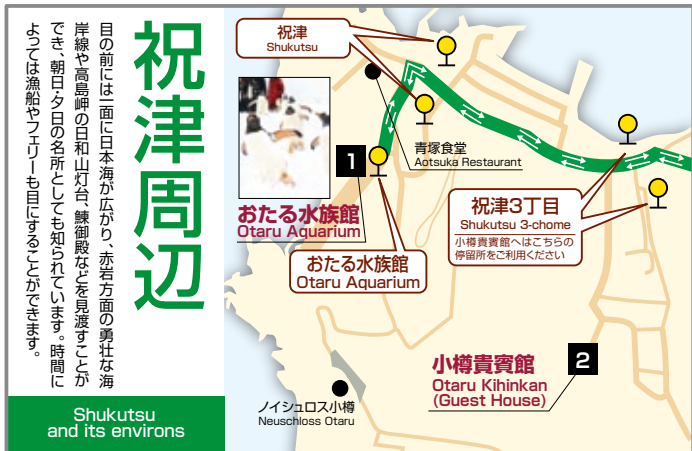 祝津周辺
目の前には一面に日本海が広がり、赤岩方面の勇壮な海
岸線や高島岬の日和山灯台、鰊御殿などを見渡すことが
でき、朝日・夕日の名所としても知られています。時間に
よっては漁船やフェリーも目にすることができます。
Shukutsu
and its environs
祝津
Shukutsu
青塚食堂
Aotsuka Restaurant
1
おたる水族館
Otaru Aquarium
おたる水族館
Otaru Aquarium
祝津3丁目
Shukutsu 3-chome
小樽貴賓館へはこちらの
停留所をご利用ください
2
小樽貴賓館
Otaru Kihinkan
(Guest House)
ノイシュロス小樽
Neuschloss Otaru